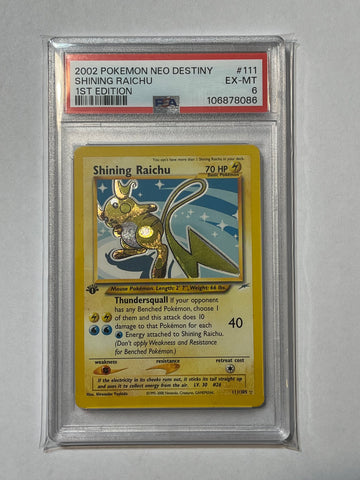 2002 POKEMON NEO DESTINY #111
SHINING RAICHU EX-MT
1ST EDITION PSA 6
106878086
You can't have more than 1 Shining Raichu in your deck.
Shining Raichu 70 HP
Basic Pokémon
Mouse Pokémon. Length: 2' 7", Weight: 66 lbs
Thundersquall If your opponent
has any Benched Pokémon, choose 1
of them and this attack does 10
damage to that Pokémon for each
Energy attached to Shining Raichu.
(Don't apply Weakness and Resistance
for Benched Pokémon.)
40
weakness resistance retreat cost
If the electricity in its cheeks runs out, it sticks its tail straight up
and uses it to collect energy from the air. LV. 30 #26
Illus. Hironobu Yoshida
111/105